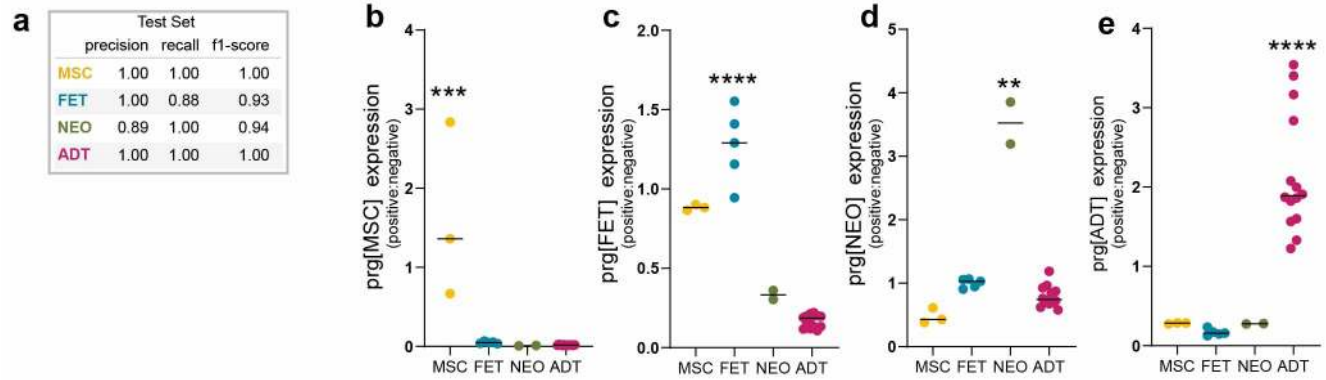 a
Test Set
precision recall f1-score
MSC 1.00 1.00 1.00
FET 1.00 0.88 0.93
NEO 0.89 1.00 0.94
ADT 1.00 1.00 1.00
b
prg[MSC] expression
(positive:negative)
4
3
2
1
0
***
MSC FET NEO ADT
c
prg[FET] expression
(positive:negative)
2.0
1.5
1.0
0.5
0.0
****
MSC FET NEO ADT
d
prg[NEO] expression
(positive:negative)
5
4
3
2
1
0
**
MSC FET NEO ADT
e
prg[ADT] expression
(positive:negative)
4
3
2
1
0
****
MSC FET NEO ADT